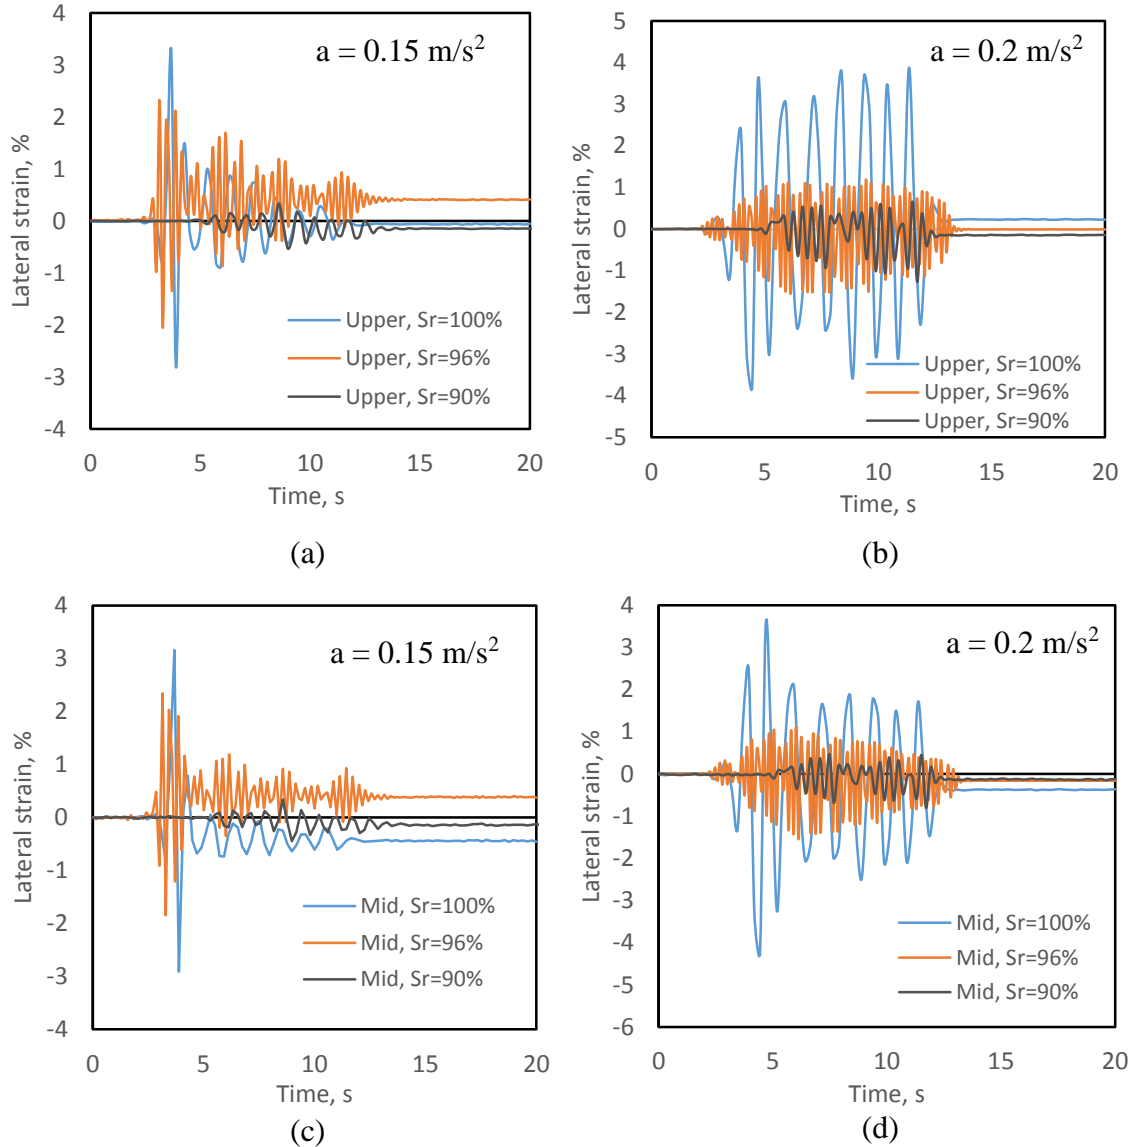 4
3
2
1
0
-1
-2
-3
-4
Lateral strain, %
a = 0.15 m/s²
Upper, Sr=100%
Upper, Sr=96%
Upper, Sr=90%
0 5 10 15 20
Time, s
(a)
5
4
3
2
1
0
-1
-2
-3
-4
-5
Lateral strain, %
a = 0.2 m/s²
Upper, Sr=100%
Upper, Sr=96%
Upper, Sr=90%
0 5 10 15 20
Time, s
(b)
4
3
2
1
0
-1
-2
-3
-4
Lateral strain, %
a = 0.15 m/s²
Mid, Sr=100%
Mid, Sr=96%
Mid, Sr=90%
0 5 10 15 20
Time, s
(c)
4
3
2
1
0
-1
-2
-3
-4
-5
-6
Lateral strain, %
a = 0.2 m/s²
Mid, Sr=100%
Mid, Sr=96%
Mid, Sr=90%
0 5 10 15 20
Time, s
(d)